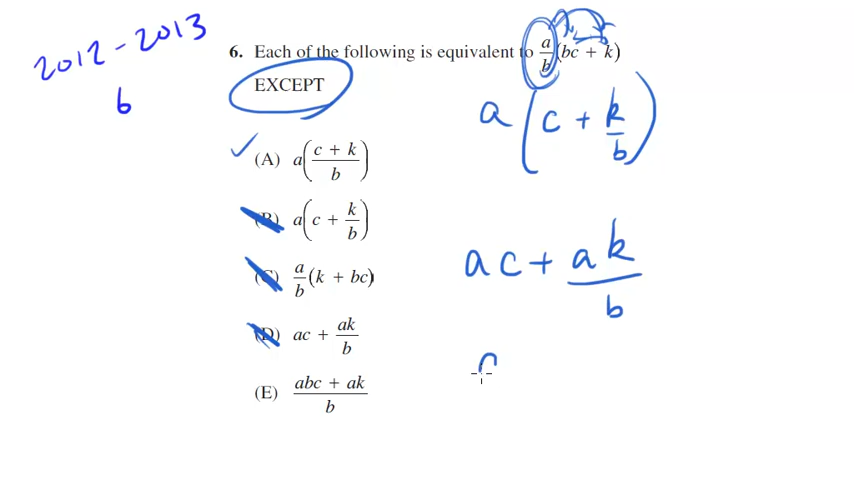 2012 - 2013
6
6. Each of the following is equivalent to a/b (bc + k)
EXCEPT
(A) a((c + k)/b)
(B) a(c + k/b)
(C) a/b (k + bc)
(D) ac + ak/b
(E) (abc + ak)/b
a(c + k/b)
ac + ak/b